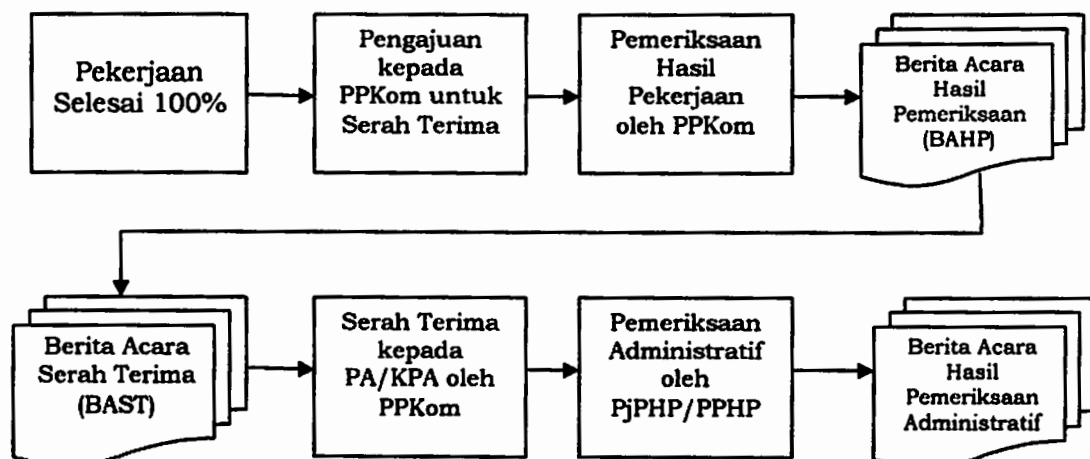 Pekerjaan
Selesai 100%
Pengajuan
kepada
PPKom untuk
Serah Terima
Pemeriksaan
Hasil
Pekerjaan
oleh PPKom
Berita Acara
Hasil
Pemeriksaan
(BAHP)
Berita Acara
Serah Terima
(BAST)
Serah Terima
kepada
PA/KPA oleh
PPKom
Pemeriksaan
Administratif
oleh
PjPHP/PPHP
Berita Acara
Hasil
Pemeriksaan
Administratif